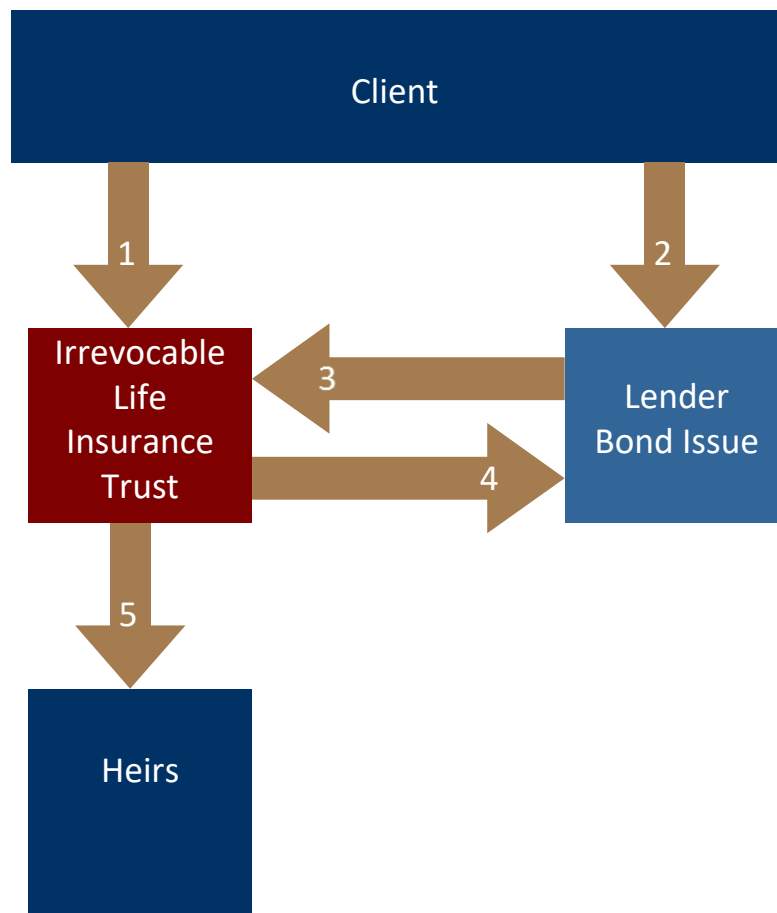 Client
1
2
Irrevocable
Life
Insurance
Trust
3
Lender
Bond Issue
4
5
Heirs